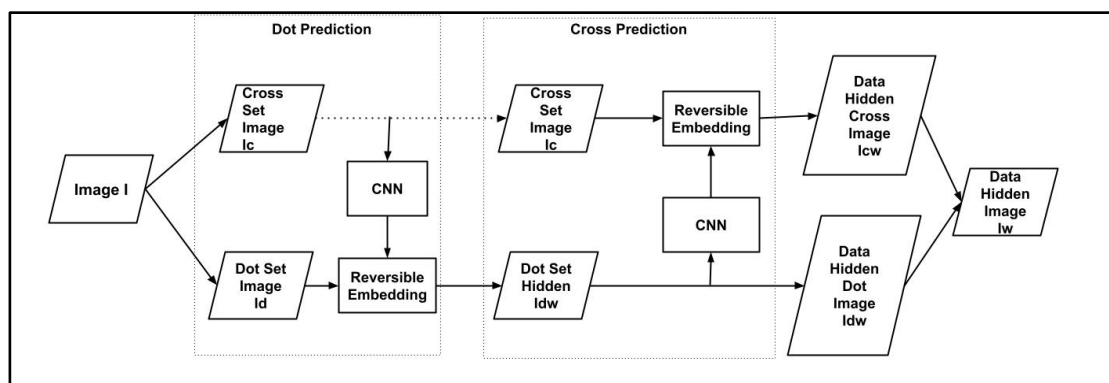 Dot Prediction
Cross Prediction
Image I
Cross
Set
Image
Ic
CNN
Dot Set
Image
Id
Reversible
Embedding
Cross
Set
Image
Ic
Reversible
Embedding
CNN
Dot Set
Hidden
Idw
Data
Hidden
Cross
Image
Icw
Data
Hidden
Dot
Image
Idw
Data
Hidden
Image
Iw